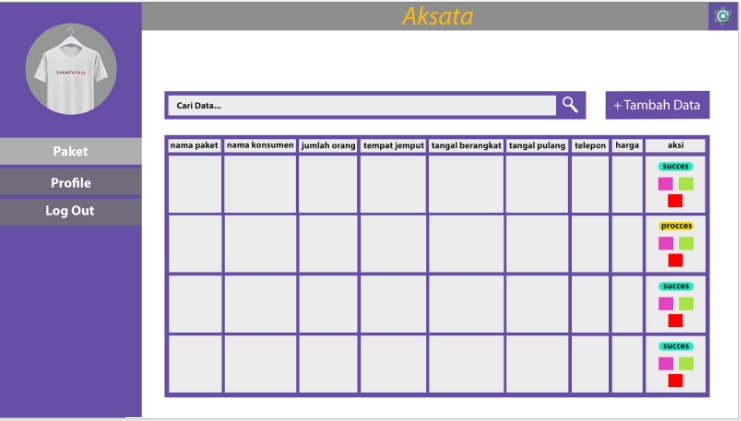 Aksata
TWENTYFOUR
Cari Data...
+Tambah Data
Paket
Profile
Log Out
nama paket nama konsumen jumlah orang tempat jemput tangal berangkat tangal pulang telepon harga aksi
succes
procces
succes
succes